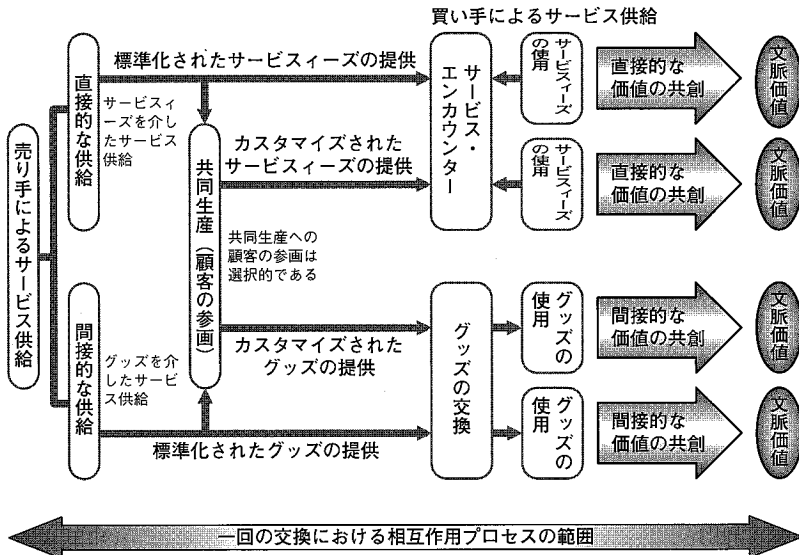 買い手によるサービス供給
売り手によるサービス供給
直接的な供給
標準化されたサービスィーズの提供
サービスィ
ーズを介し
たサービス
供給
共同生産（顧客の参画）
カスタマイズされた
サービスィーズの提供
共同生産への
顧客の参画は
選択的である
サービス・
エンカウンター
サービスィーズ
の使用
直接的な
価値の共創
文脈価値
サービスィーズ
の使用
直接的な
価値の共創
文脈価値
間接的な供給
グッズを介
したサービ
ス供給
カスタマイズされた
グッズの提供
標準化されたグッズの提供
グッズの交換
グッズの
使用
間接的な
価値の共創
文脈価値
グッズの
使用
間接的な
価値の共創
文脈価値
一回の交換における相互作用プロセスの範囲